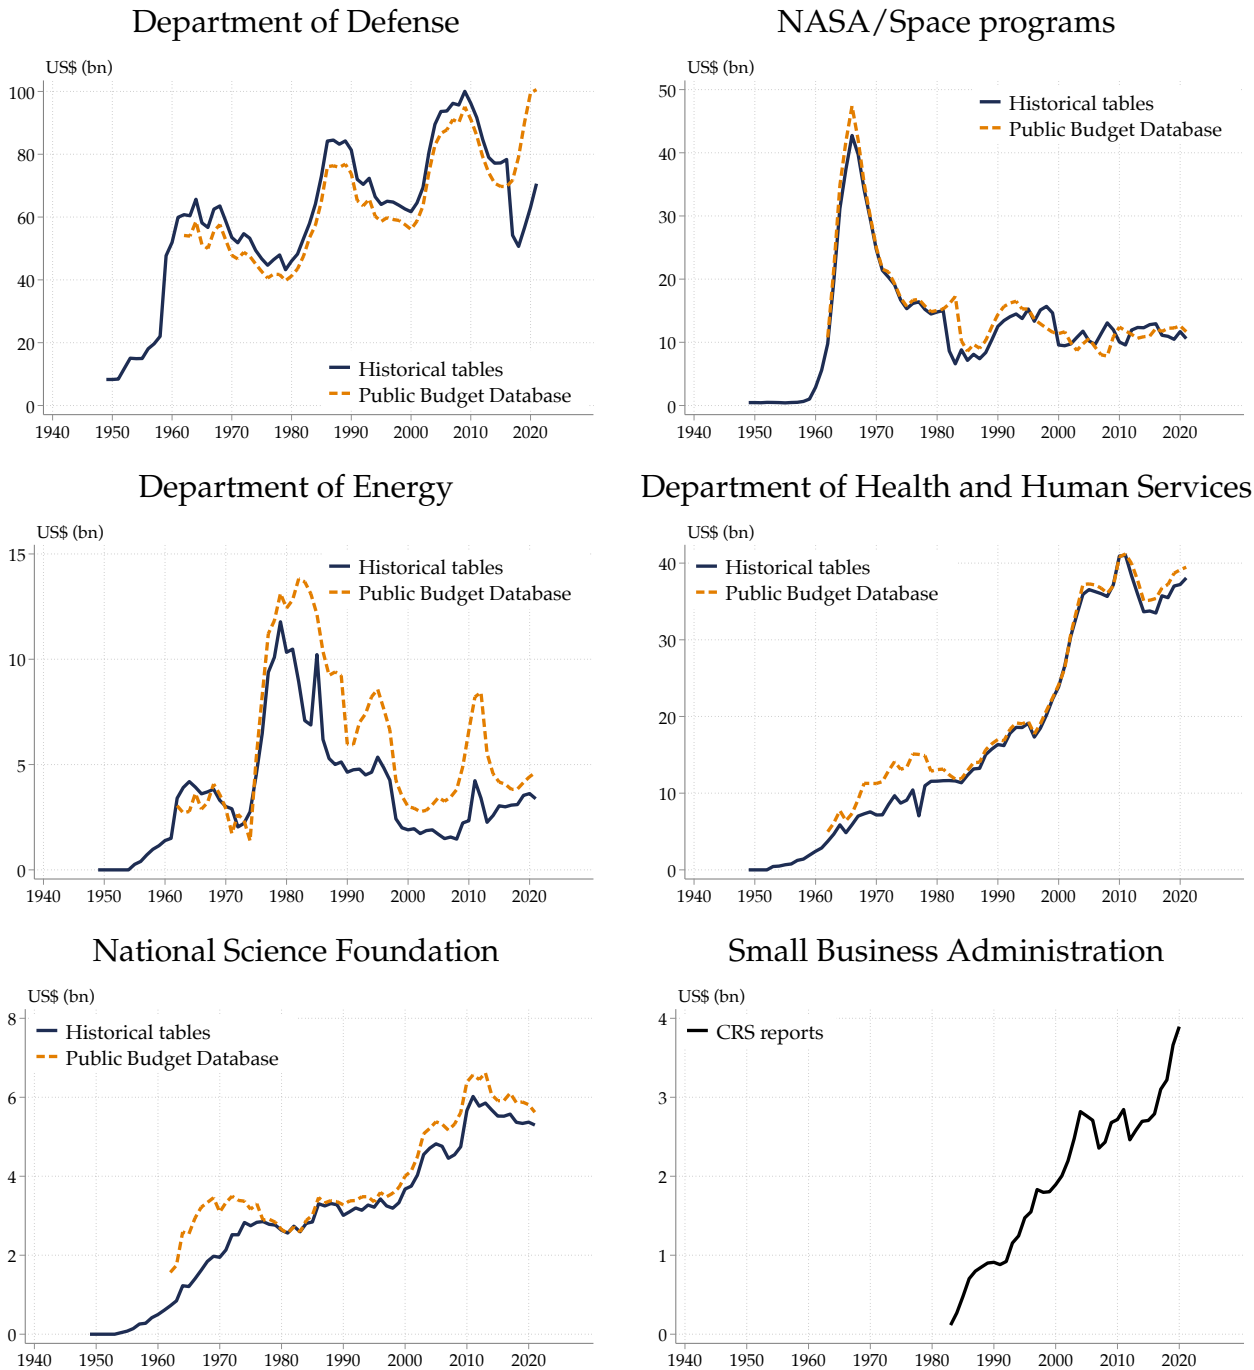 Department of Defense
US$ (bn)
100
80
60
40
20
0
Historical tables
Public Budget Database
1940 1950 1960 1970 1980 1990 2000 2010 2020
NASA/Space programs
US$ (bn)
50
40
30
20
10
0
Historical tables
Public Budget Database
1940 1950 1960 1970 1980 1990 2000 2010 2020
Department of Energy
US$ (bn)
15
10
5
0
Historical tables
Public Budget Database
1940 1950 1960 1970 1980 1990 2000 2010 2020
Department of Health and Human Services
US$ (bn)
40
30
20
10
0
Historical tables
Public Budget Database
1940 1950 1960 1970 1980 1990 2000 2010 2020
National Science Foundation
US$ (bn)
8
6
4
2
0
Historical tables
Public Budget Database
1940 1950 1960 1970 1980 1990 2000 2010 2020
Small Business Administration
US$ (bn)
4
3
2
1
0
CRS reports
1940 1950 1960 1970 1980 1990 2000 2010 2020